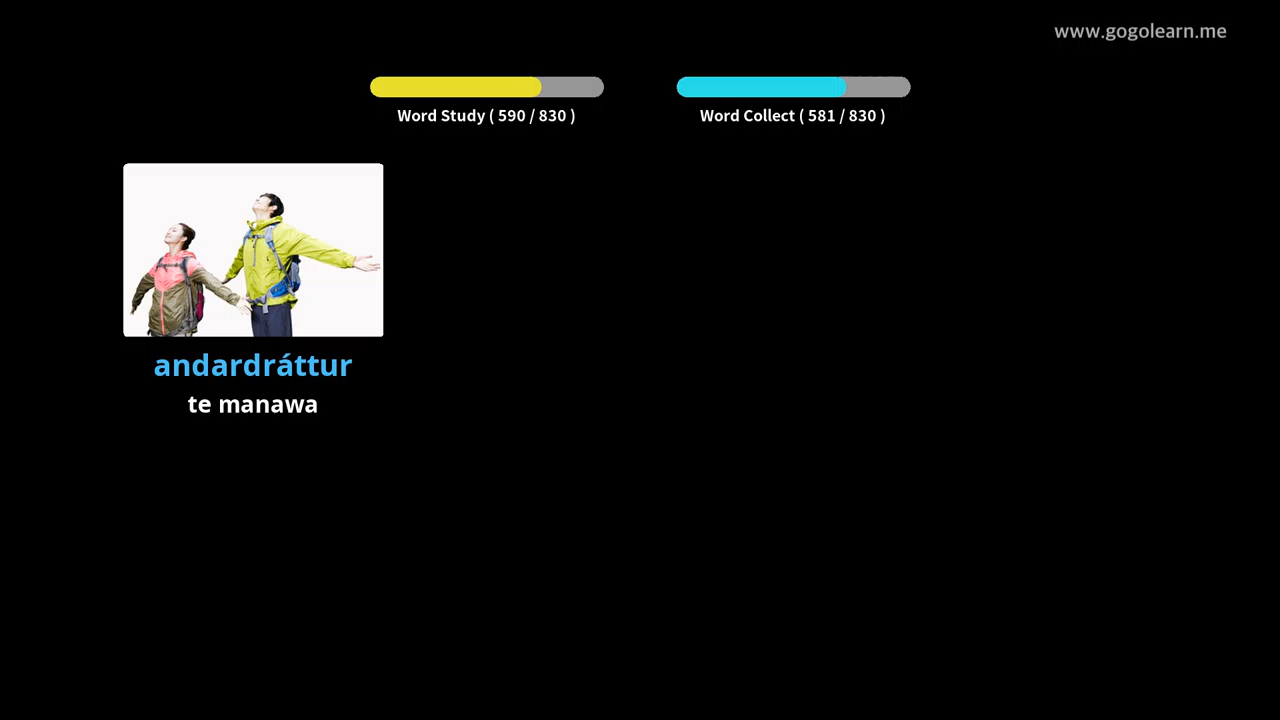 www.gogolearn.me
Word Study ( 590 / 830 )
Word Collect ( 581 / 830 )
andardráttur
te manawa